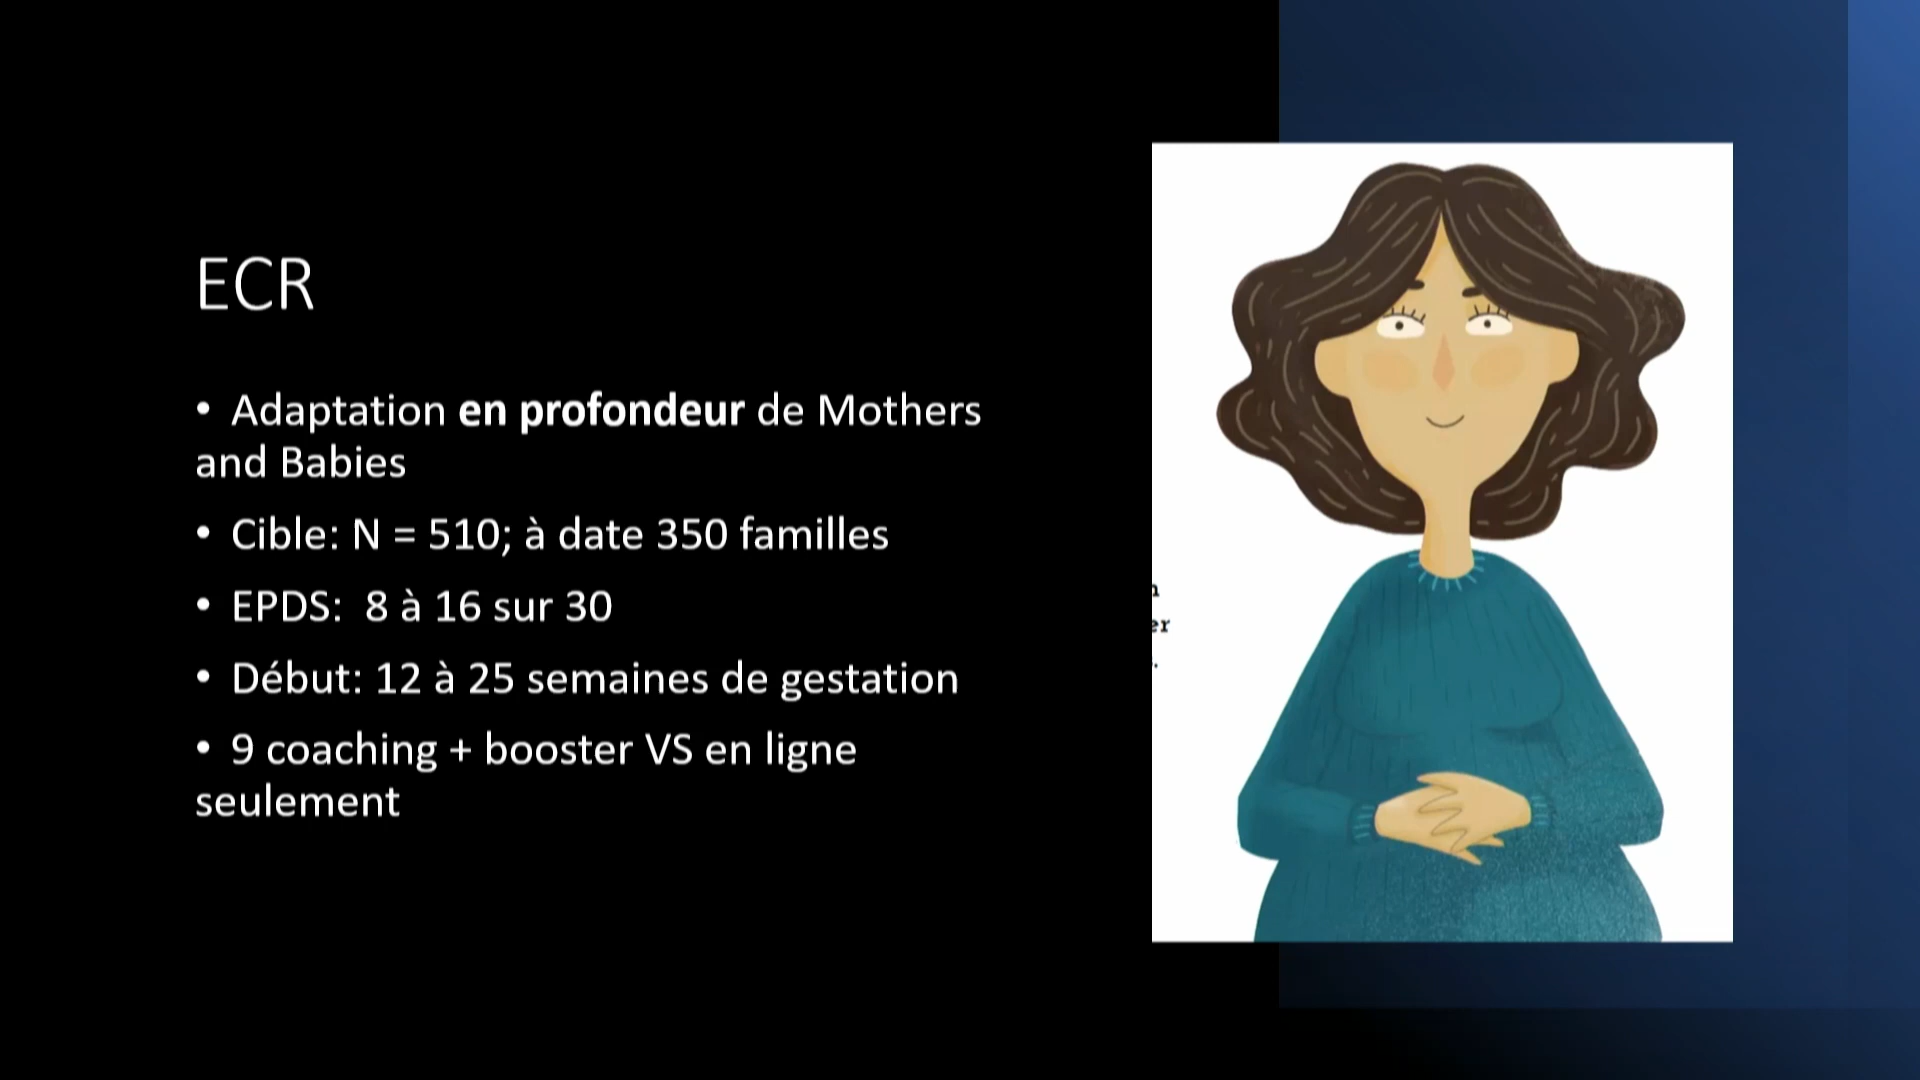 ECR
• Adaptation en profondeur de Mothers
and Babies
• Cible: N = 510; à date 350 familles
• EPDS:  8 à 16 sur 30
• Début: 12 à 25 semaines de gestation
• 9 coaching + booster VS en ligne
seulement
er